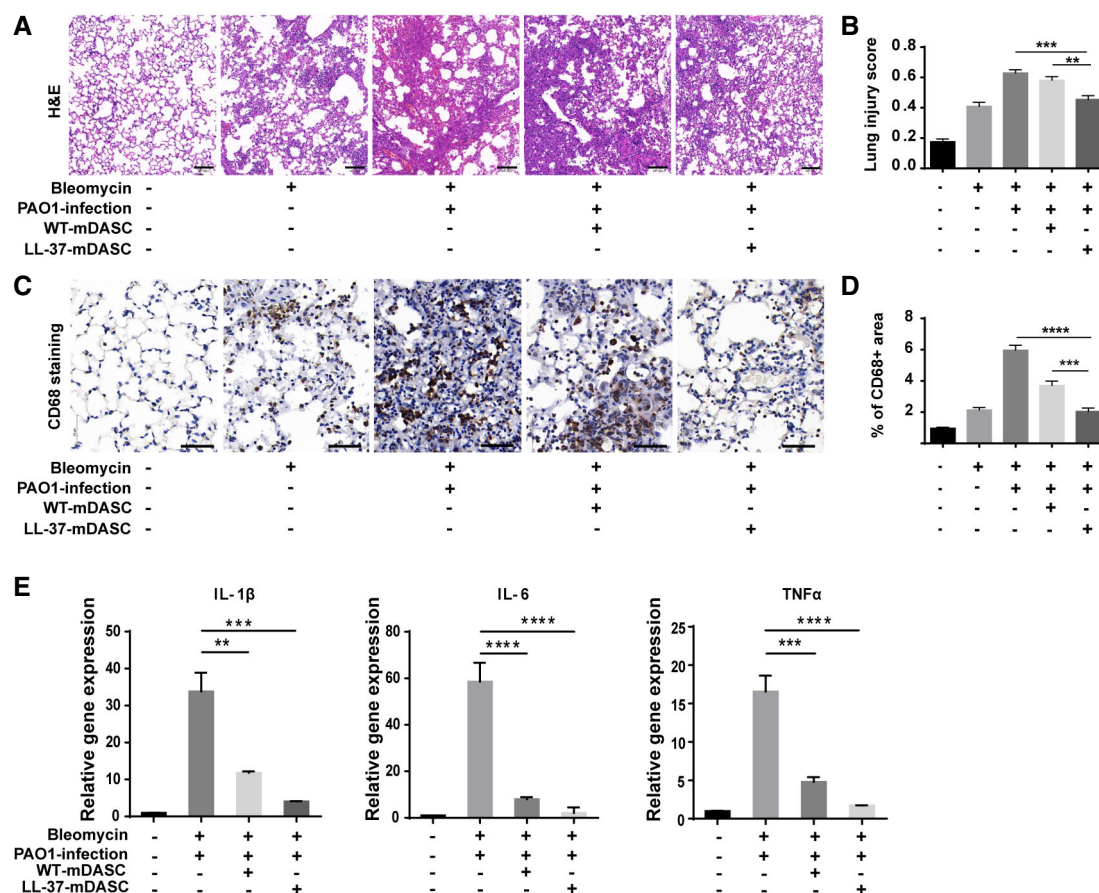 A
H&E
Bleomycin - + + + +
PAO1-infection - - + + +
WT-mDASC - - - + -
LL-37-mDASC - - - - +
B
Lung injury score
0.8
0.6
0.4
0.2
0.0
*** 
**
- + + + +
- - + + +
- - - + -
- - - - +
C
CD68 staining
Bleomycin - + + + +
PAO1-infection - - + + +
WT-mDASC - - - + -
LL-37-mDASC - - - - +
D
% of CD68+ area
8
6
4
2
****
***
- + + + +
- - + + +
- - - + -
- - - - +
E
IL-1β
Relative gene expression
50
40
30
20
10
0
***
**
Bleomycin - + + +
PAO1-infection - + + +
WT-mDASC - - + -
LL-37-mDASC - - - +
IL-6
Relative gene expression
80
60
40
20
0
****
****
- + + +
- + + +
- - + -
- - - +
TNFα
Relative gene expression
25
20
15
10
5
0
****
***
- + + +
- + + +
- - + -
- - - +